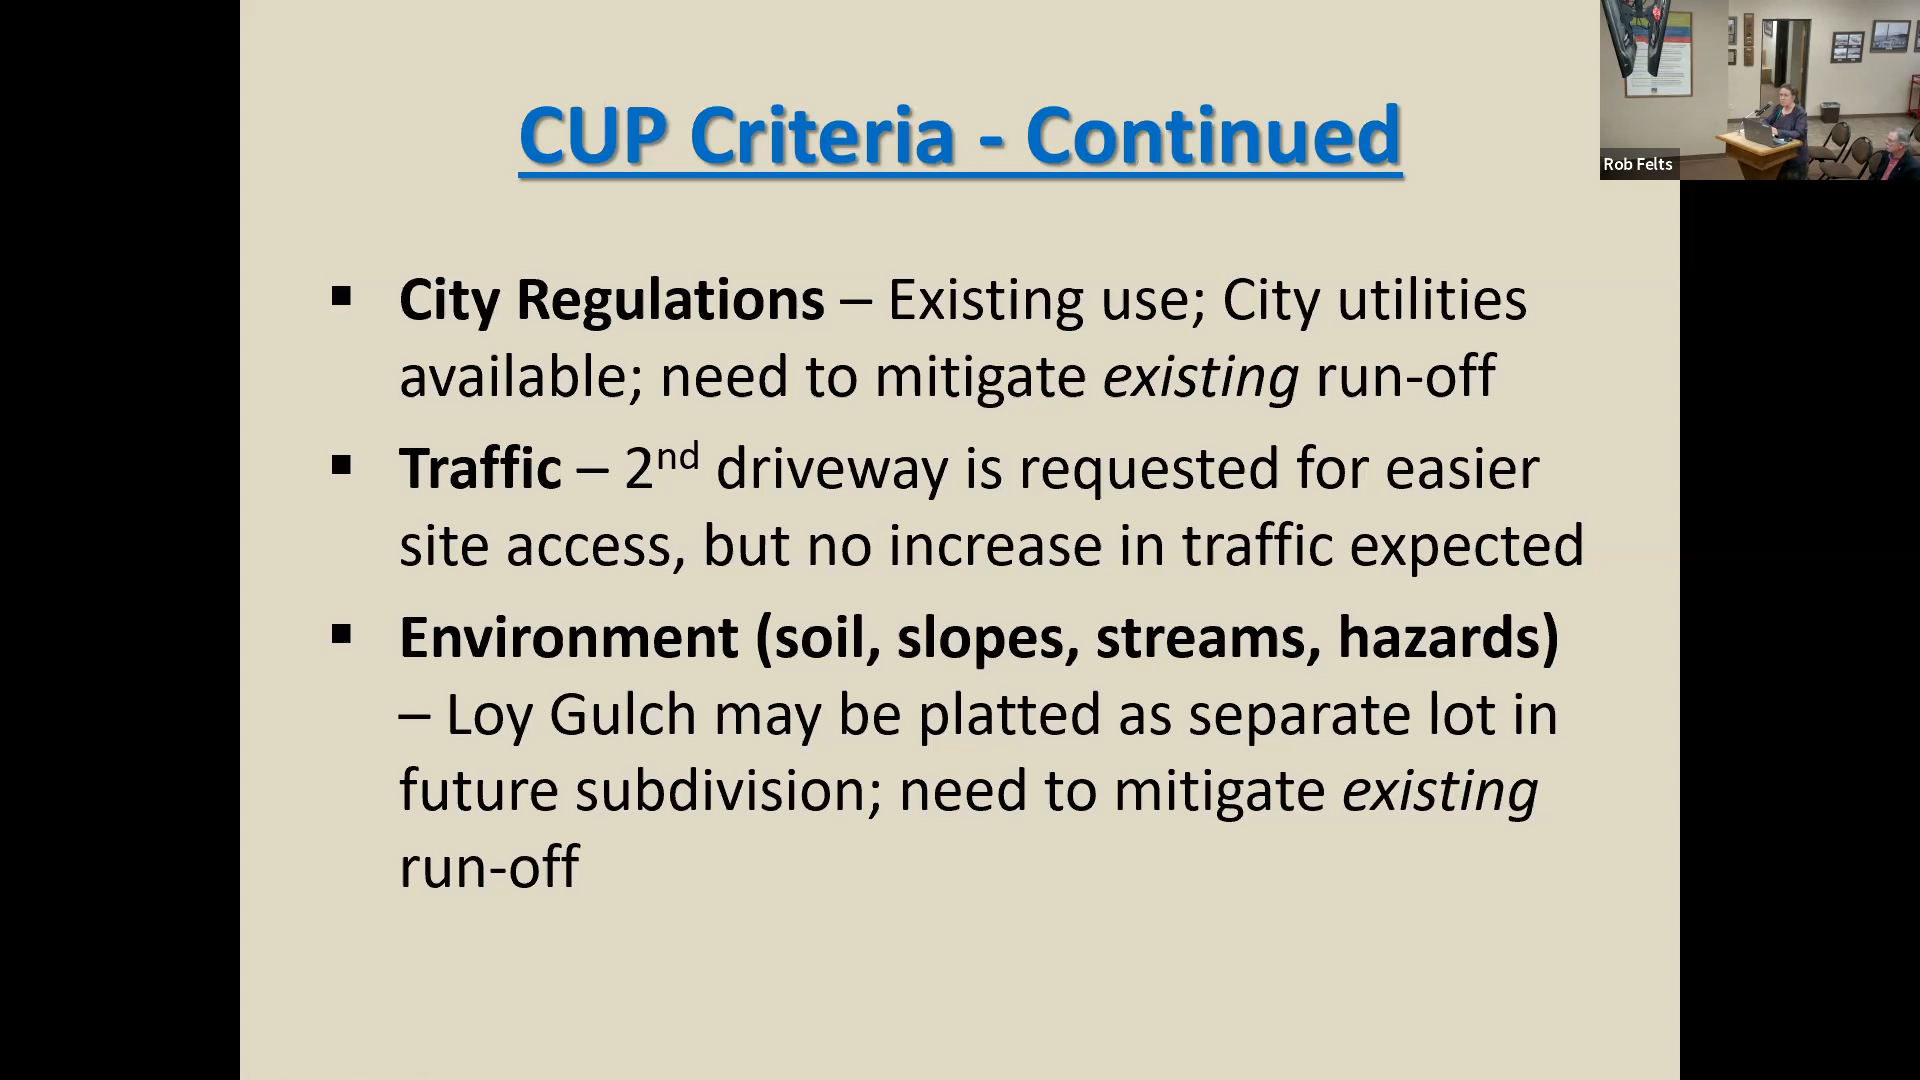 CUP Criteria - Continued
▪ City Regulations – Existing use; City utilities
available; need to mitigate existing run-off
▪ Traffic – 2nd driveway is requested for easier
site access, but no increase in traffic expected
▪ Environment (soil, slopes, streams, hazards)
– Loy Gulch may be platted as separate lot in
future subdivision; need to mitigate existing
run-off
Rob Felts